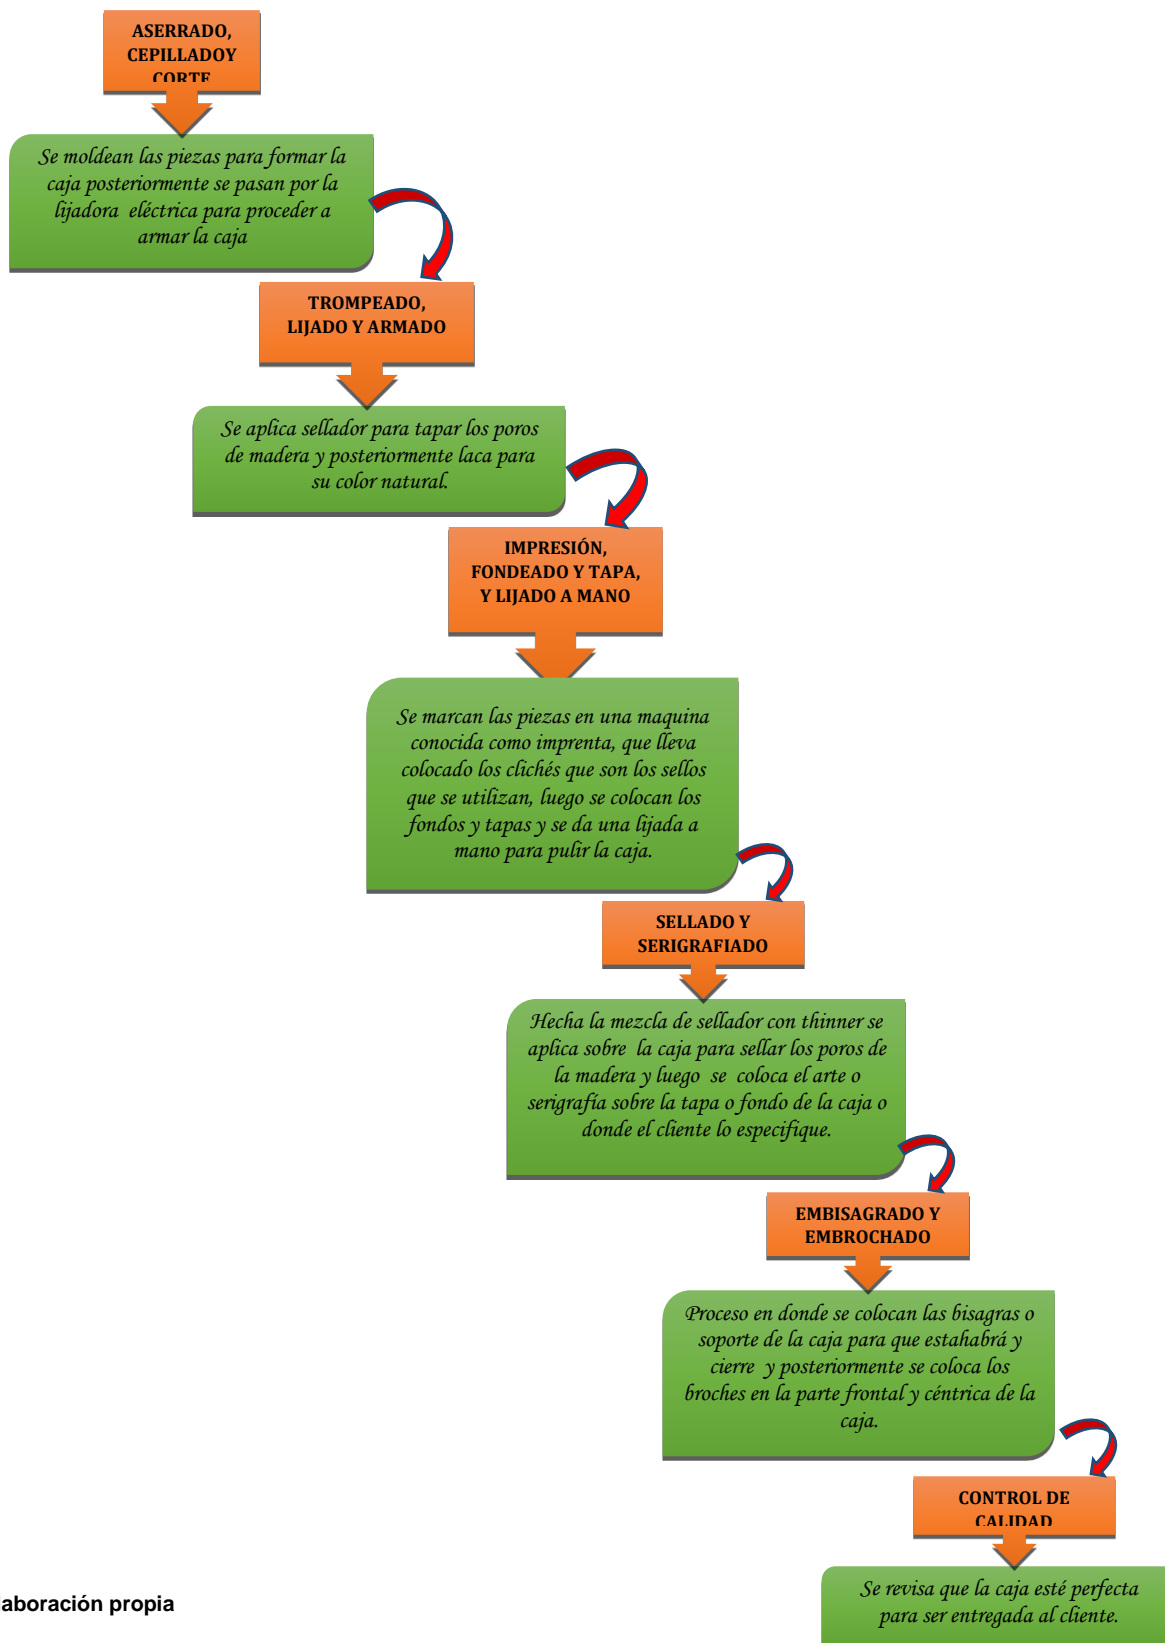 ASERRADO,
CEPILLADOY
CORTE
Se moldean las piezas para formar la
caja posteriormente se pasan por la
lijadora eléctrica para proceder a
armar la caja
TROMPEADO,
LIJADO Y ARMADO
Se aplica sellador para tapar los poros
de madera y posteriormente laca para
su color natural.
IMPRESIÓN,
FONDEADO Y TAPA,
Y LIJADO A MANO
Se marcan las piezas en una maquina
conocida como imprenta, que lleva
colocado los clichés que son los sellos
que se utilizan, luego se colocan los
fondos y tapas y se da una lijada a
mano para pulir la caja.
SELLADO Y
SERIGRAFIADO
Hecha la mezcla de sellador con thinner se
aplica sobre la caja para sellar los poros de
la madera y luego se coloca el arte o
serigrafía sobre la tapa o fondo de la caja o
donde el cliente lo especifique.
EMBISAGRADO Y
EMBROCHADO
Proceso en donde se colocan las bisagras o
soporte de la caja para que estahabrá y
cierre y posteriormente se coloca los
broches en la parte frontal y céntrica de la
caja.
CONTROL DE
CALIDAD
Se revisa que la caja esté perfecta
para ser entregada al cliente.
laboración propia